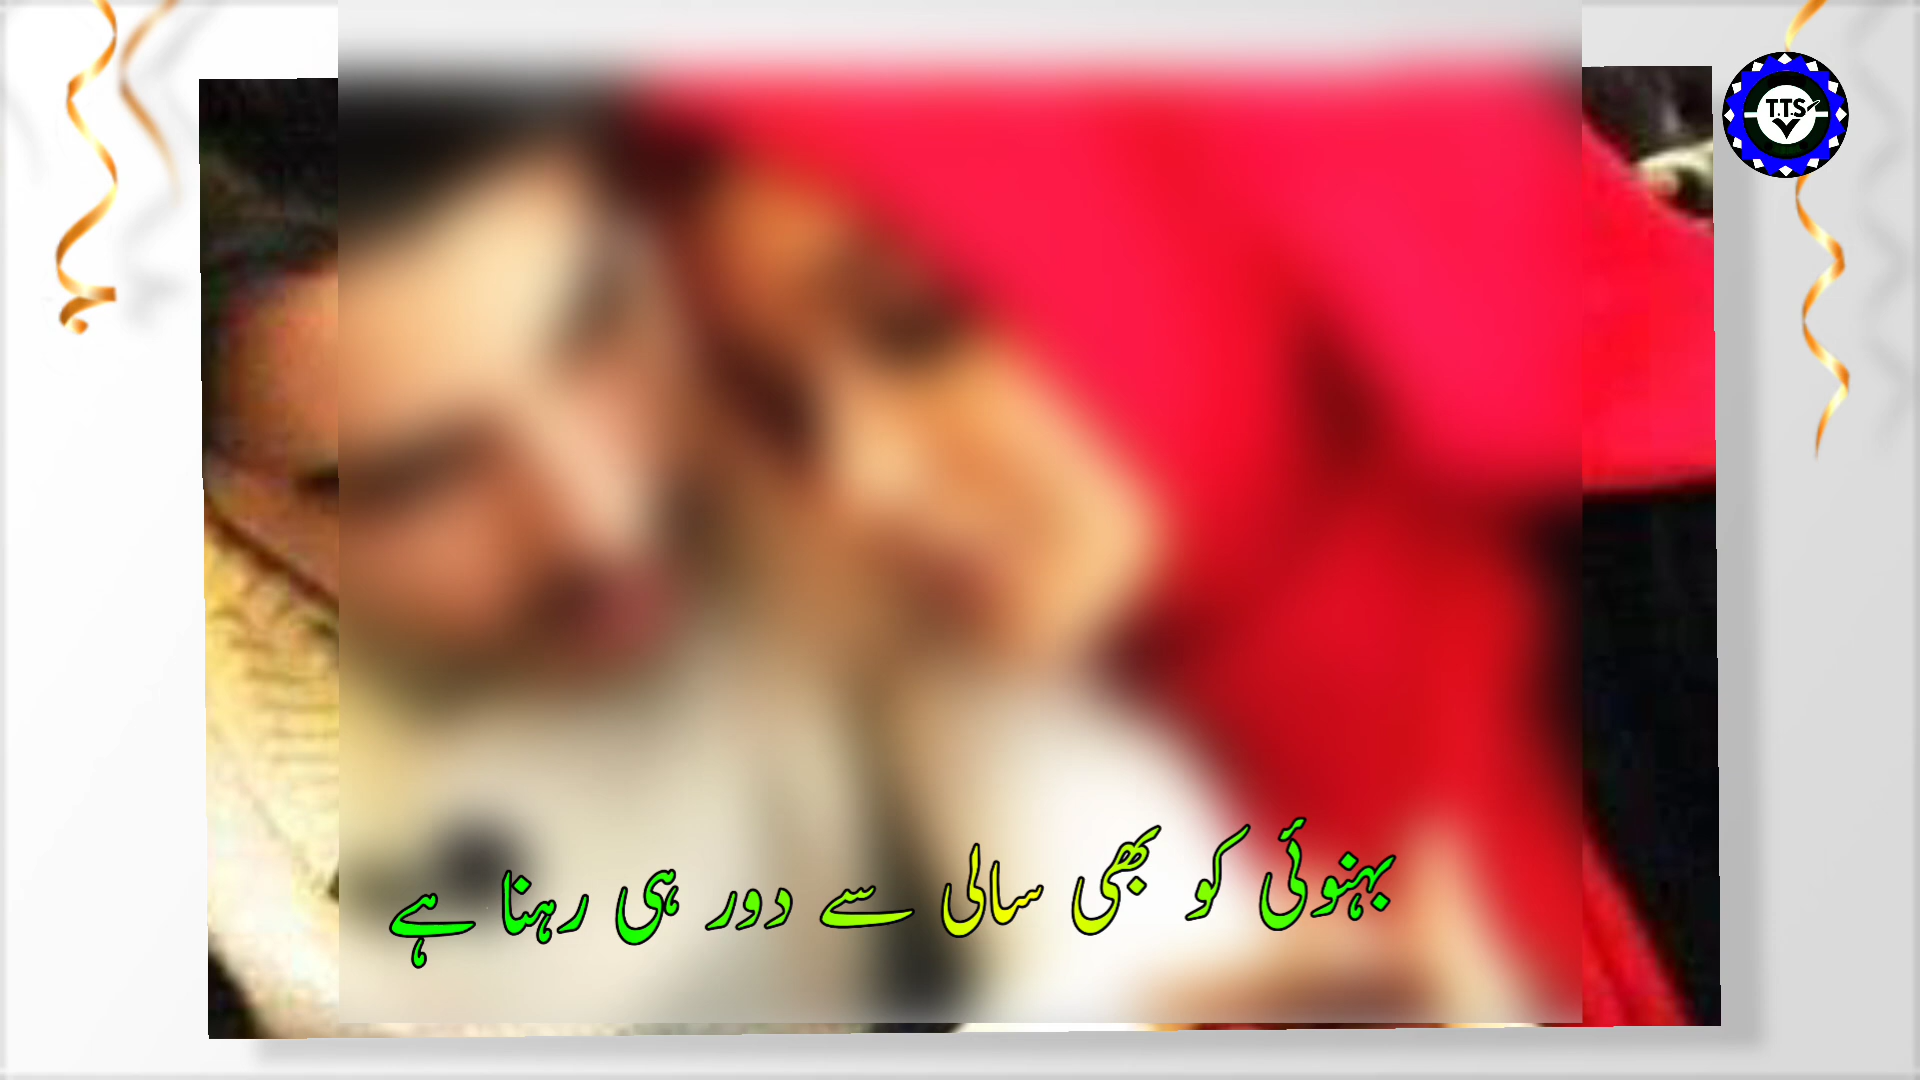 T.T.S
بہنوئی کو بھی سالی سے دور ہی رہنا ہے